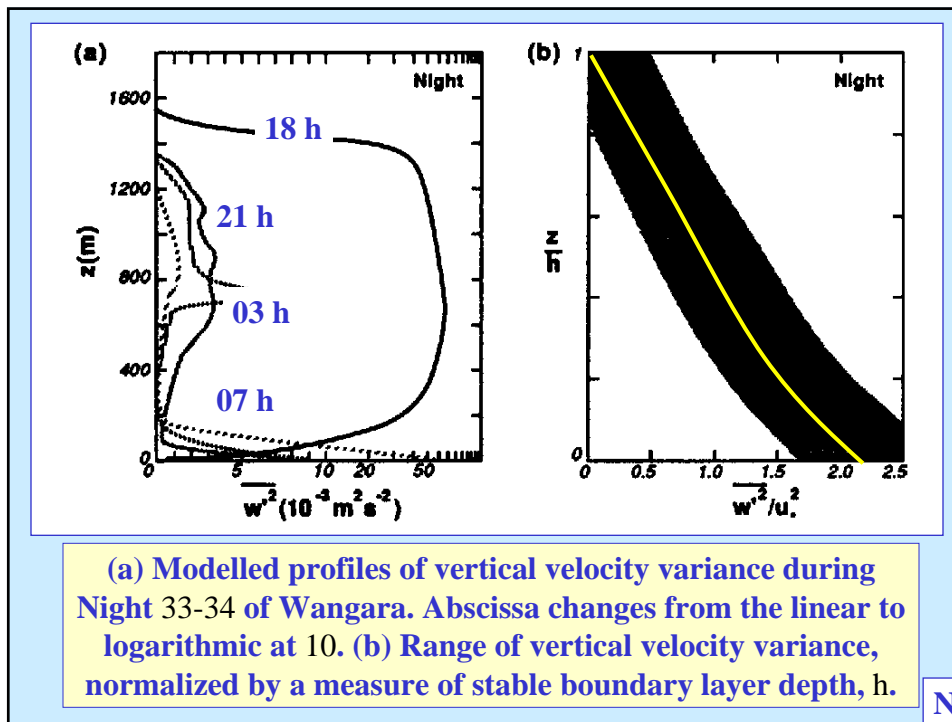 (a)
Night
1600
1200
800
400
0
z(m)
18 h
21 h
03 h
07 h
0 5 10 20 50
w'² (10⁻³ m² s⁻²)
(b)
Night
1
z/h
0
0 0.5 1.0 1.5 2.0 2.5
w'²/u*²
(a) Modelled profiles of vertical velocity variance during
Night 33-34 of Wangara. Abscissa changes from the linear to
logarithmic at 10. (b) Range of vertical velocity variance,
normalized by a measure of stable boundary layer depth, h.
N